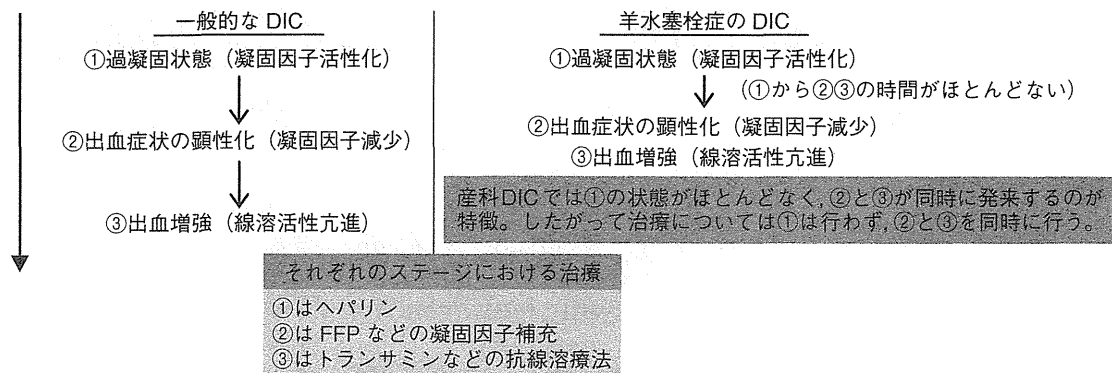 一般的な DIC
①過凝固状態（凝固因子活性化）
②出血症状の顕性化（凝固因子減少）
③出血増強（線溶活性亢進）
羊水塞栓症の DIC
①過凝固状態（凝固因子活性化）
（①から②③の時間がほとんどない）
②出血症状の顕性化（凝固因子減少）
③出血増強（線溶活性亢進）
産科DICでは①の状態がほとんどなく,②と③が同時に発来するのが
特徴。したがって治療については①は行わず,②と③を同時に行う。
それぞれのステージにおける治療
①はヘパリン
②は FFP などの凝固因子補充
③はトランサミンなどの抗線溶療法